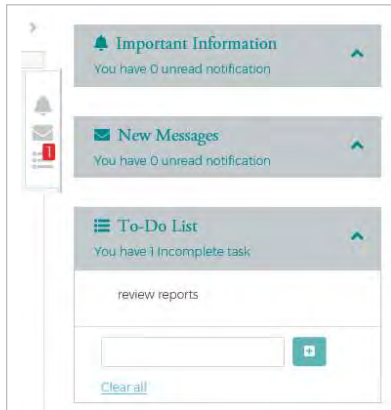 Important Information
You have 0 unread notification
1
New Messages
You have 0 unread notification
To-Do List
You have 1 Incomplete task
review reports
Clear all